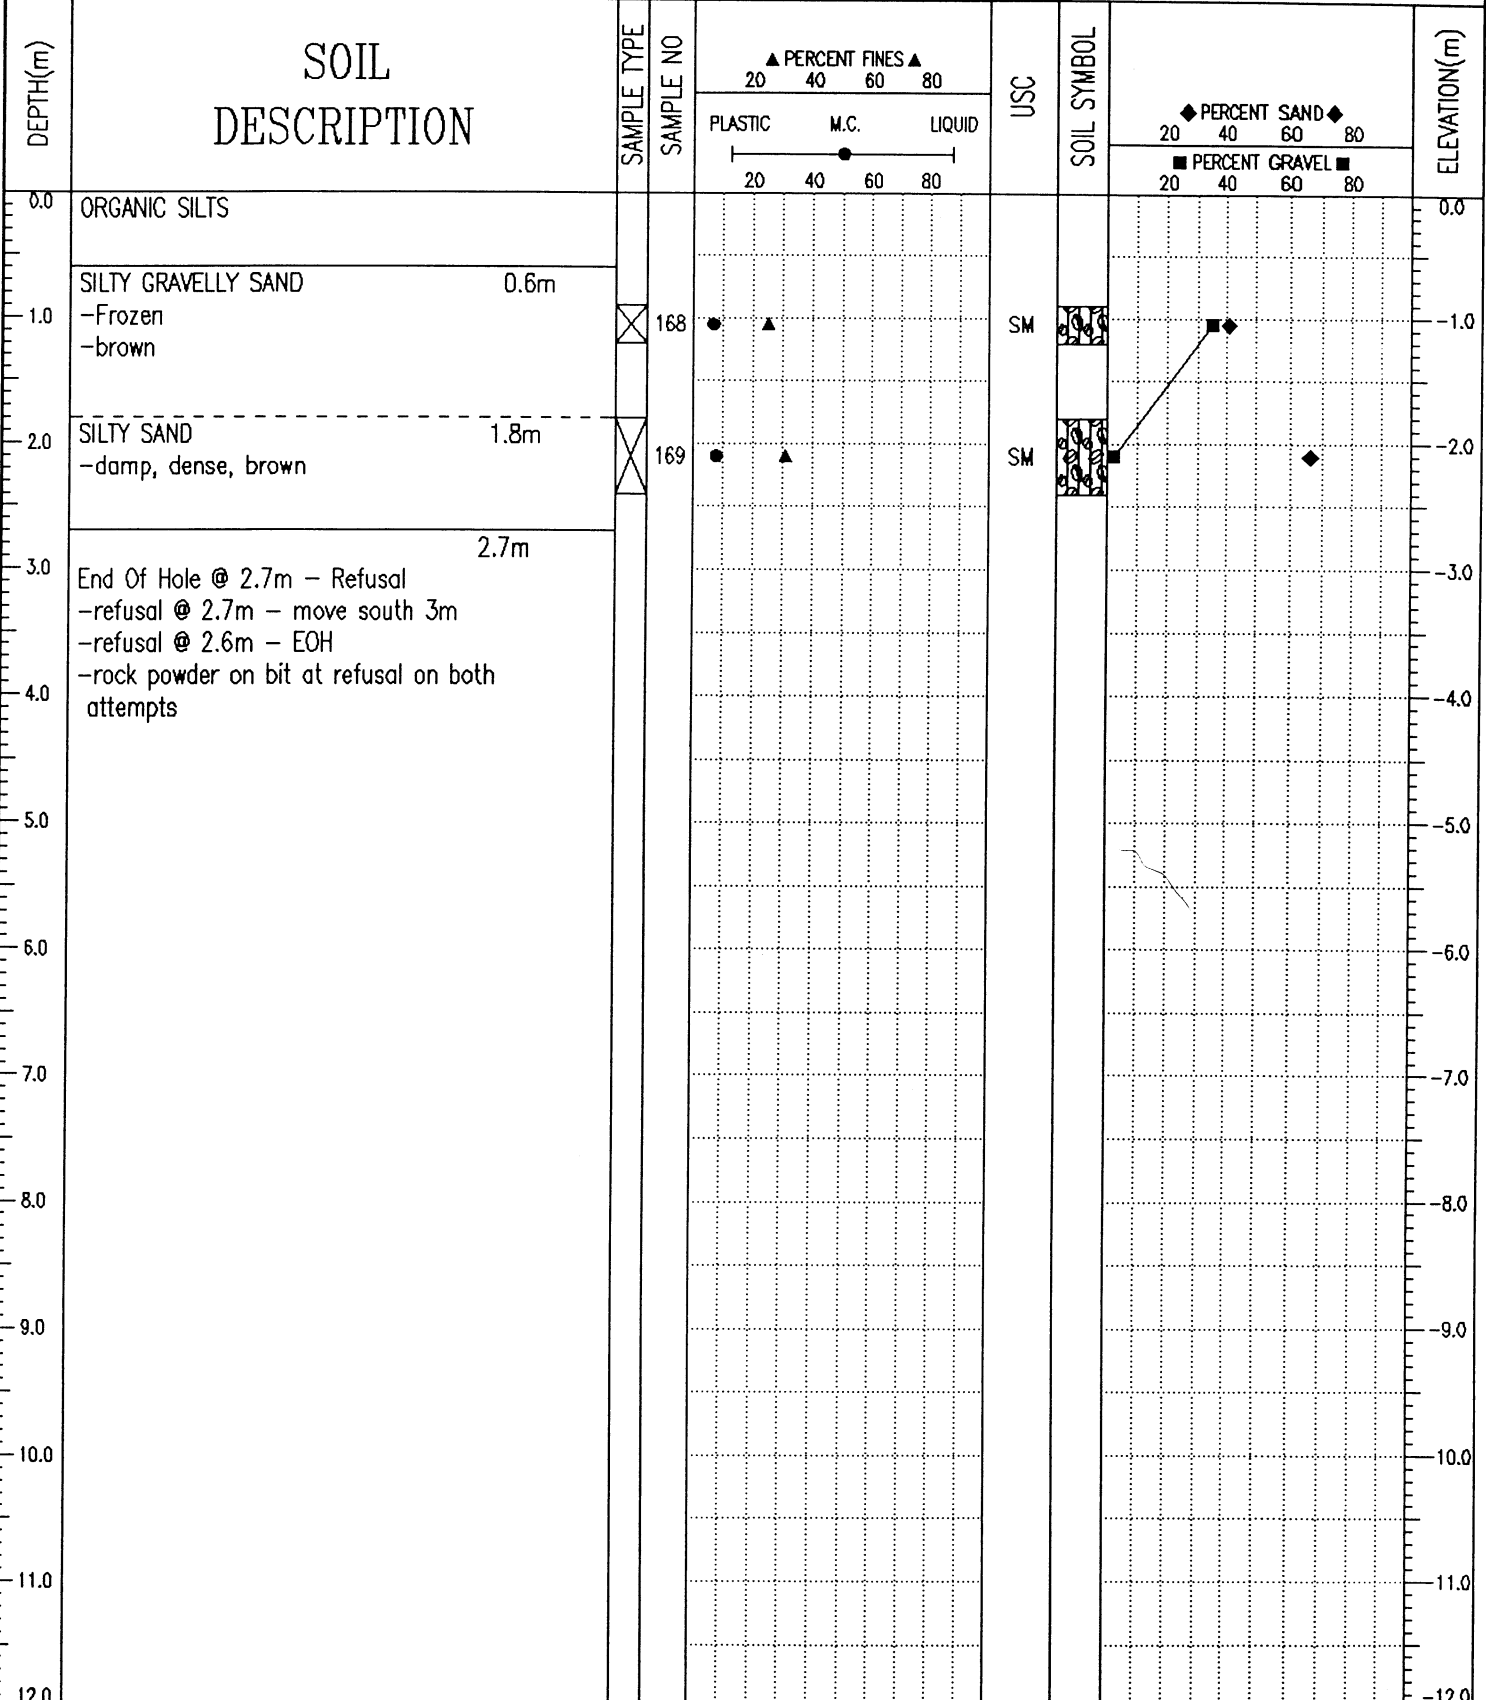 DEPTH(m)
SOIL
DESCRIPTION
SAMPLE TYPE
SAMPLE NO
▲ PERCENT FINES ▲
20 40 60 80
PLASTIC M.C. LIQUID
20 40 60 80
USC
SOIL SYMBOL
◆ PERCENT SAND ◆
20 40 60 80
■ PERCENT GRAVEL ■
20 40 60 80
ELEVATION(m)
0.0
ORGANIC SILTS
0.0
SILTY GRAVELLY SAND 0.6m
1.0
-Frozen
168
SM
-1.0
-brown
SILTY SAND 1.8m
2.0
-damp, dense, brown
169
SM
-2.0
2.7m
3.0
End Of Hole @ 2.7m - Refusal
-3.0
-refusal @ 2.7m - move south 3m
-refusal @ 2.6m - EOH
-rock powder on bit at refusal on both
4.0
attempts
-4.0
5.0
-5.0
6.0
-6.0
7.0
-7.0
8.0
-8.0
9.0
-9.0
10.0
-10.0
11.0
-11.0
12.0
-12.0